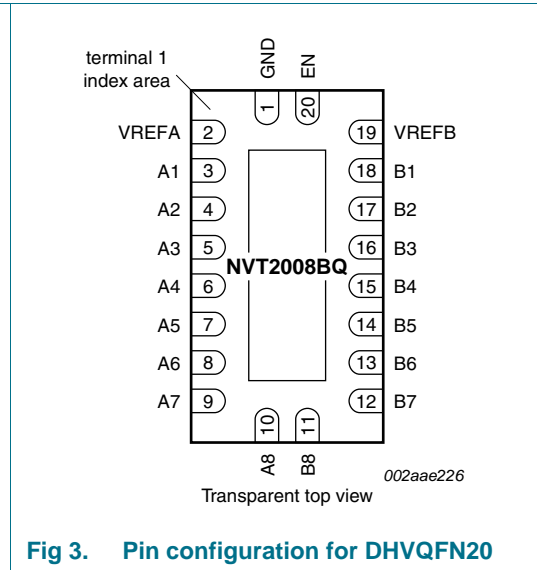 terminal 1
index area
GND
EN
1
20
VREFA 2 19 VREFB
A1 3 18 B1
A2 4 17 B2
A3 5 16 B3
NVT2008BQ
A4 6 15 B4
A5 7 14 B5
A6 8 13 B6
A7 9 12 B7
10
11
A8
B8
002aae226
Transparent top view
Fig 3. Pin configuration for DHVQFN20